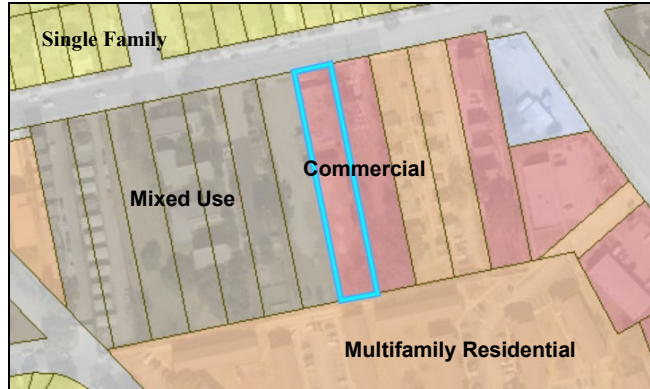 Single Family
Commercial
Mixed Use
Multifamily Residential